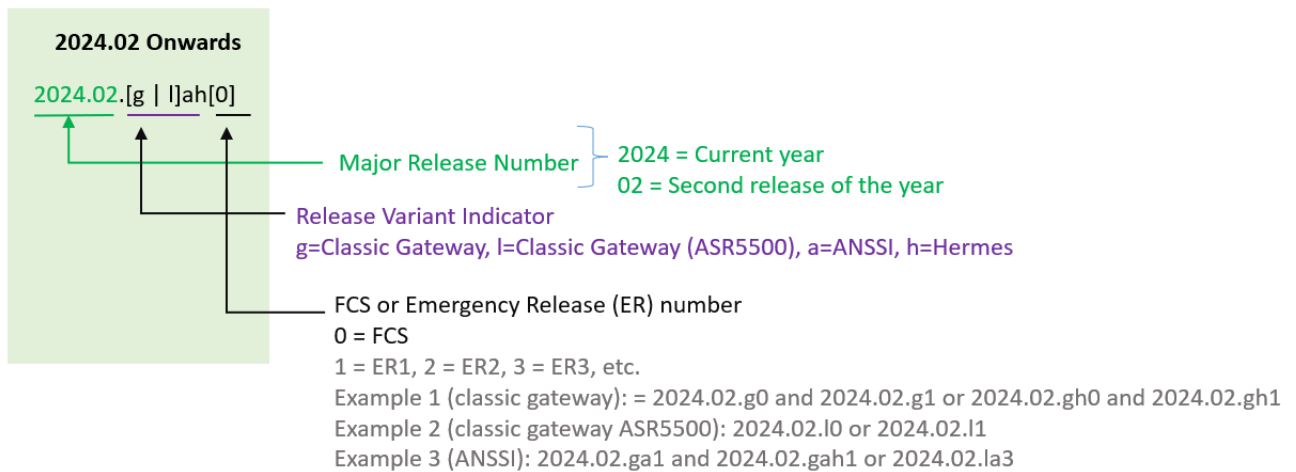 2024.02 Onwards
2024.02.[g | l]ah[0]
Major Release Number
2024 = Current year
02 = Second release of the year
Release Variant Indicator
g=Classic Gateway, l=Classic Gateway (ASR5500), a=ANSSI, h=Hermes
FCS or Emergency Release (ER) number
0 = FCS
1 = ER1, 2 = ER2, 3 = ER3, etc.
Example 1 (classic gateway): = 2024.02.g0 and 2024.02.g1 or 2024.02.gh0 and 2024.02.gh1
Example 2 (classic gateway ASR5500): 2024.02.l0 or 2024.02.l1
Example 3 (ANSSI): 2024.02.ga1 and 2024.02.gah1 or 2024.02.la3